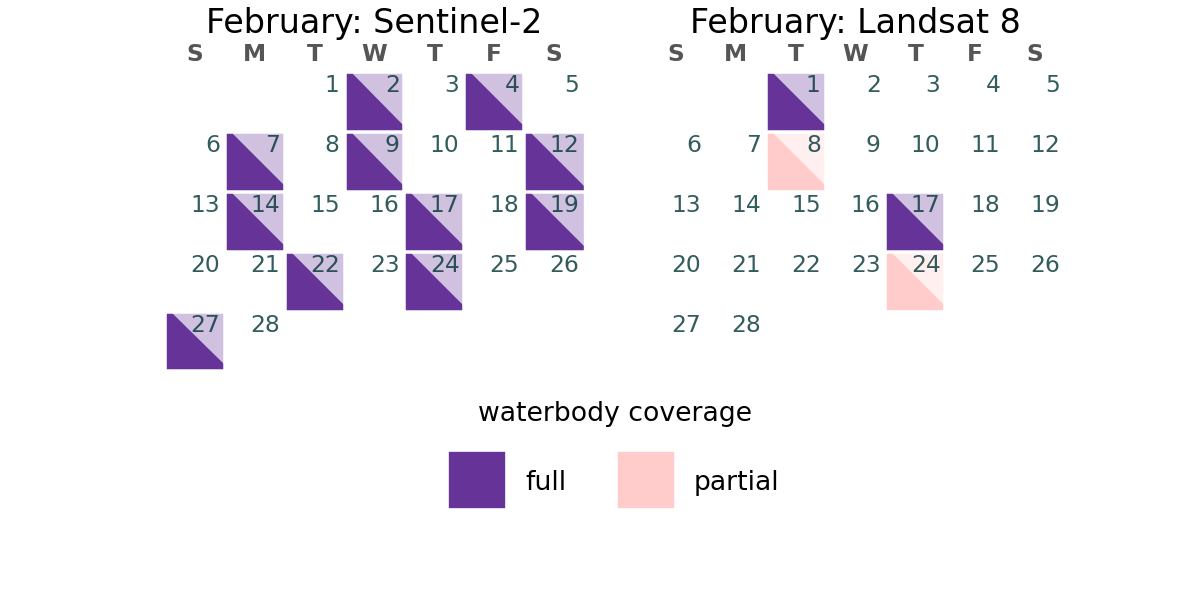 February: Sentinel-2
S M T W T F S
1 2 3 4 5
6 7 8 9 10 11 12
13 14 15 16 17 18 19
20 21 22 23 24 25 26
27 28
February: Landsat 8
S M T W T F S
1 2 3 4 5
6 7 8 9 10 11 12
13 14 15 16 17 18 19
20 21 22 23 24 25 26
27 28
waterbody coverage
full partial